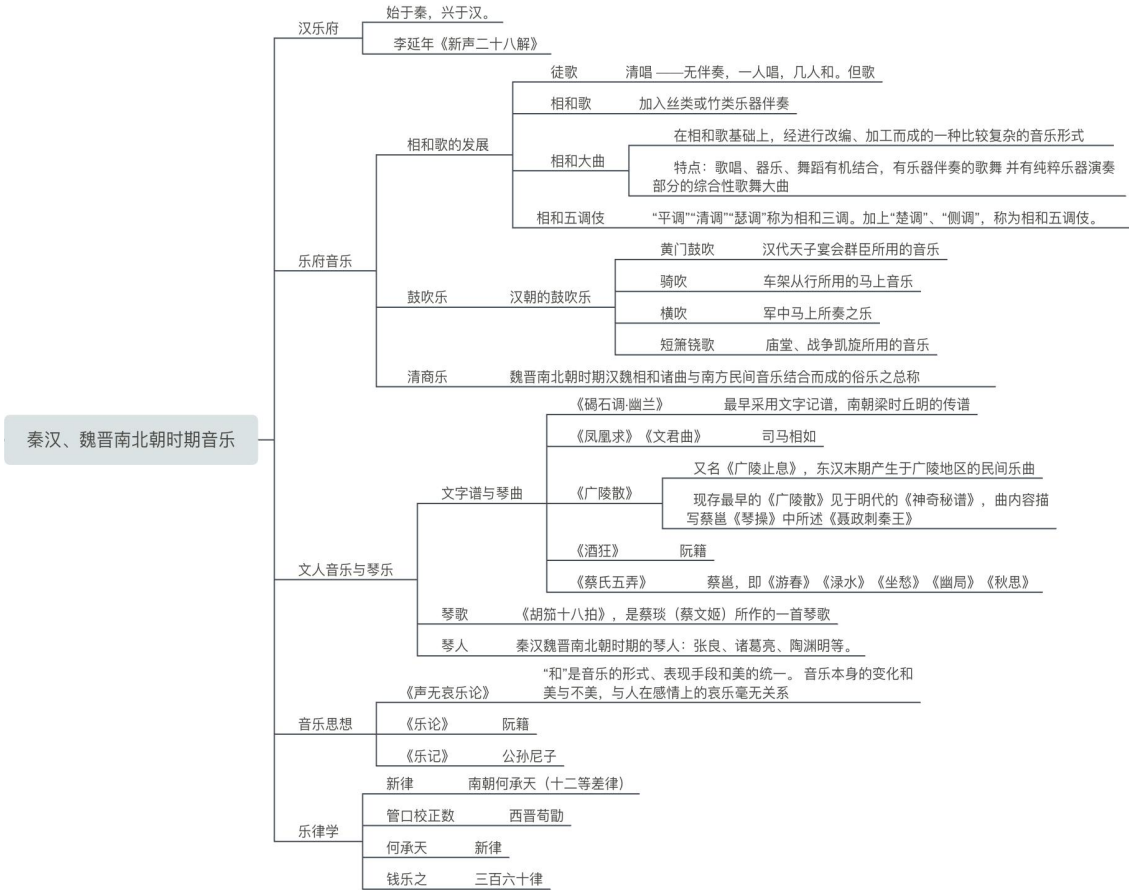 秦汉、魏晋南北朝时期音乐
汉乐府
始于秦，兴于汉。
李延年《新声二十八解》
乐府音乐
相和歌的发展
徒歌 清唱 ——无伴奏，一人唱，几人和。但歌
相和歌 加入丝类或竹类乐器伴奏
相和大曲
在相和歌基础上，经进行改编、加工而成的一种比较复杂的音乐形式
特点：歌唱、器乐、舞蹈有机结合，有乐器伴奏的歌舞 并有纯粹乐器演奏
部分的综合性歌舞大曲
相和五调伎 “平调”“清调”“瑟调”称为相和三调。加上“楚调”、“侧调”，称为相和五调伎。
鼓吹乐 汉朝的鼓吹乐
黄门鼓吹 汉代天子宴会群臣所用的音乐
骑吹 车架从行所用的马上音乐
横吹 军中马上所奏之乐
短箫铙歌 庙堂、战争凯旋所用的音乐
清商乐 魏晋南北朝时期汉魏相和诸曲与南方民间音乐结合而成的俗乐之总称
文人音乐与琴乐
文字谱与琴曲
《碣石调·幽兰》 最早采用文字记谱，南朝梁时丘明的传谱
《凤凰求》《文君曲》 司马相如
《广陵散》
又名《广陵止息》，东汉末期产生于广陵地区的民间乐曲
现存最早的《广陵散》见于明代的《神奇秘谱》，曲内容描
写蔡邕《琴操》中所述《聂政刺秦王》
《酒狂》 阮籍
《蔡氏五弄》 蔡邕，即《游春》《渌水》《坐愁》《幽局》《秋思》
琴歌 《胡笳十八拍》，是蔡琰（蔡文姬）所作的一首琴歌
琴人 秦汉魏晋南北朝时期的琴人：张良、诸葛亮、陶渊明等。
音乐思想
《声无哀乐论》
“和”是音乐的形式、表现手段和美的统一。 音乐本身的变化和
美与不美，与人在感情上的哀乐毫无关系
《乐论》 阮籍
《乐记》 公孙尼子
乐律学
新律 南朝何承天（十二等差律）
管口校正数 西晋荀勖
何承天 新律
钱乐之 三百六十律